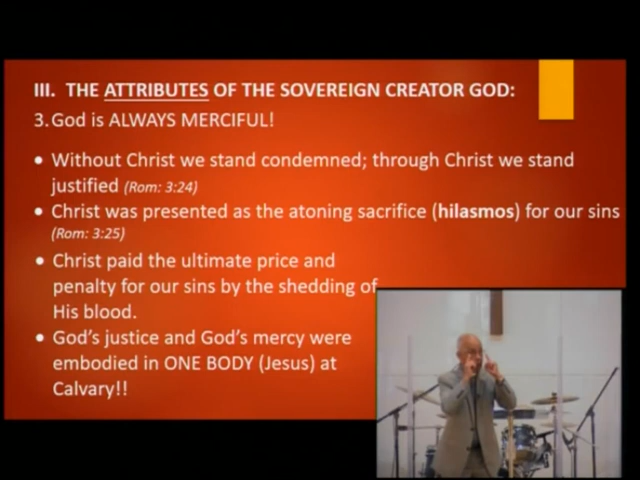 III. THE ATTRIBUTES OF THE SOVEREIGN CREATOR GOD:
3. God is ALWAYS MERCIFUL!
• Without Christ we stand condemned; through Christ we stand
justified (Rom: 3:24)
• Christ was presented as the atoning sacrifice (hilasmos) for our sins
(Rom: 3:25)
• Christ paid the ultimate price and
penalty for our sins by the shedding of
His blood.
• God's justice and God's mercy were
embodied in ONE BODY (Jesus) at
Calvary!!